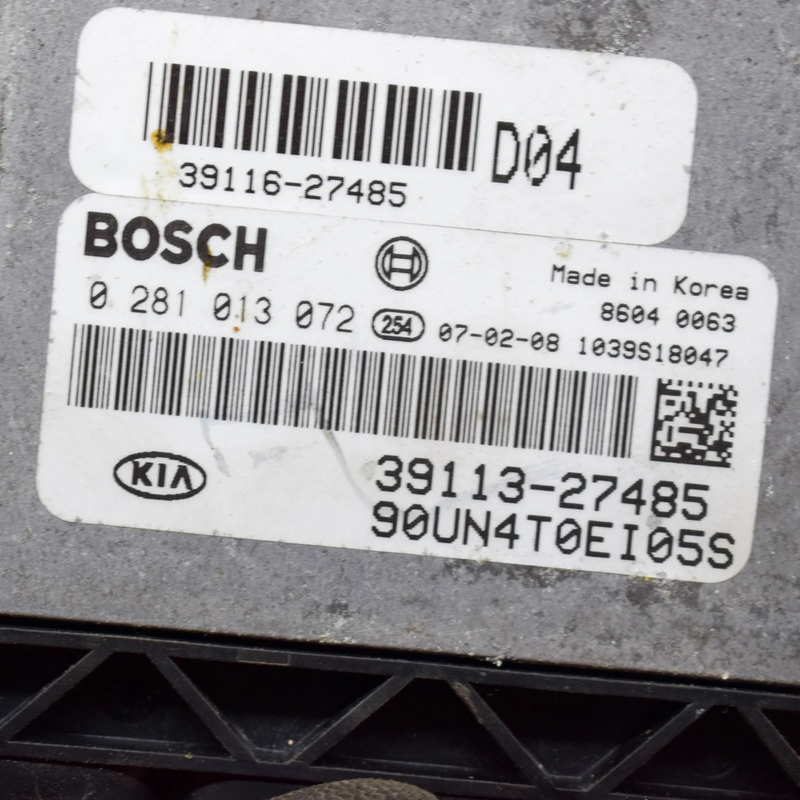 D04
39116-27485
BOSCH
Made in Korea
0 281 013 072
8604 0063
254 07-02-08 1039S18047
KIA
39113-27485
90UN4T0EI05S